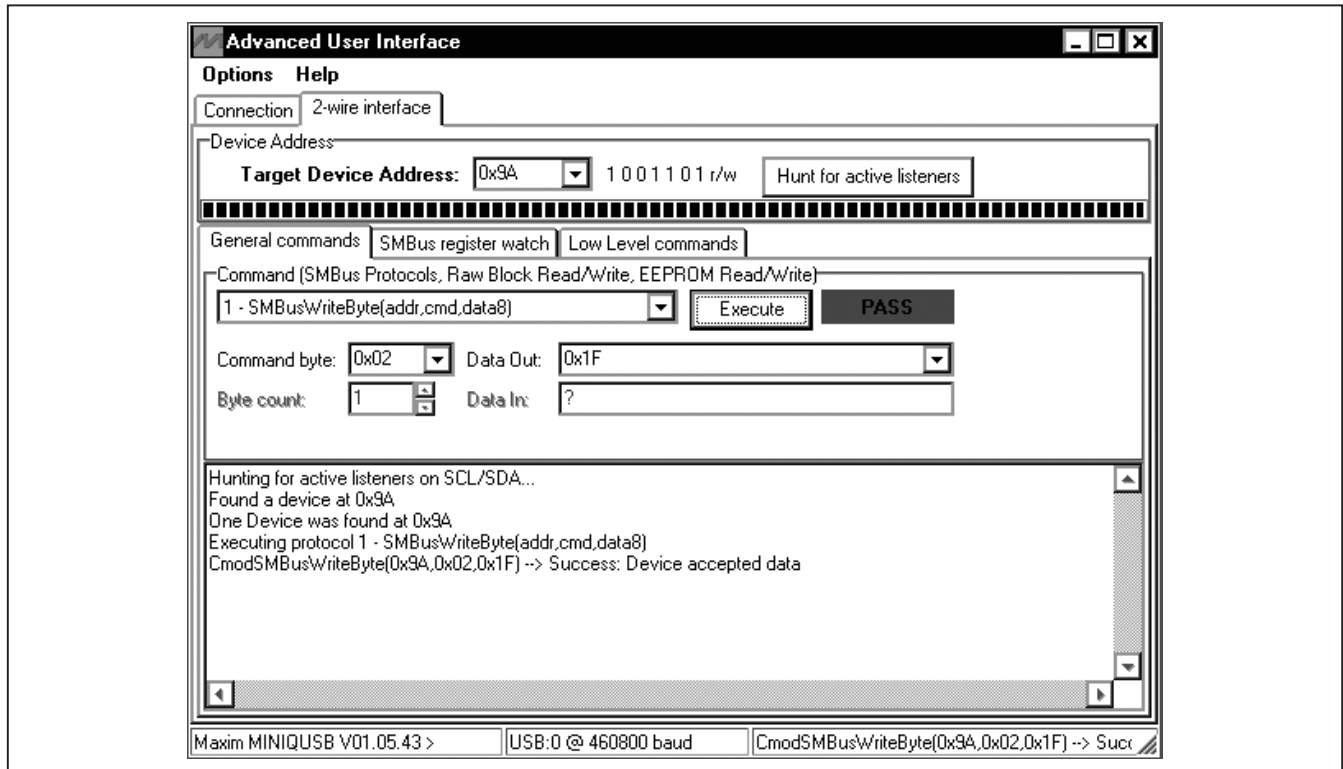 Advanced User Interface
Options Help
Connection 2-wire interface
Device Address
Target Device Address: 0x9A 1 0 0 1 1 0 1 r/w Hunt for active listeners
General commands SMBus register watch Low Level commands
Command (SMBus Protocols, Raw Block Read/Write, EEPROM Read/Write)
1 - SMBusWriteByte(addr,cmd,data8) Execute PASS
Command byte: 0x02 Data Out: 0x1F
Byte count: 1 Data In: ?
Hunting for active listeners on SCL/SDA...
Found a device at 0x9A
One Device was found at 0x9A
Executing protocol 1 - SMBusWriteByte(addr,cmd,data8)
CmodSMBusWriteByte(0x9A,0x02,0x1F) --> Success: Device accepted data
Maxim MINIQUSB V01.05.43 > USB:0 @ 460800 baud CmodSMBusWriteByte(0x9A,0x02,0x1F) --> Succ